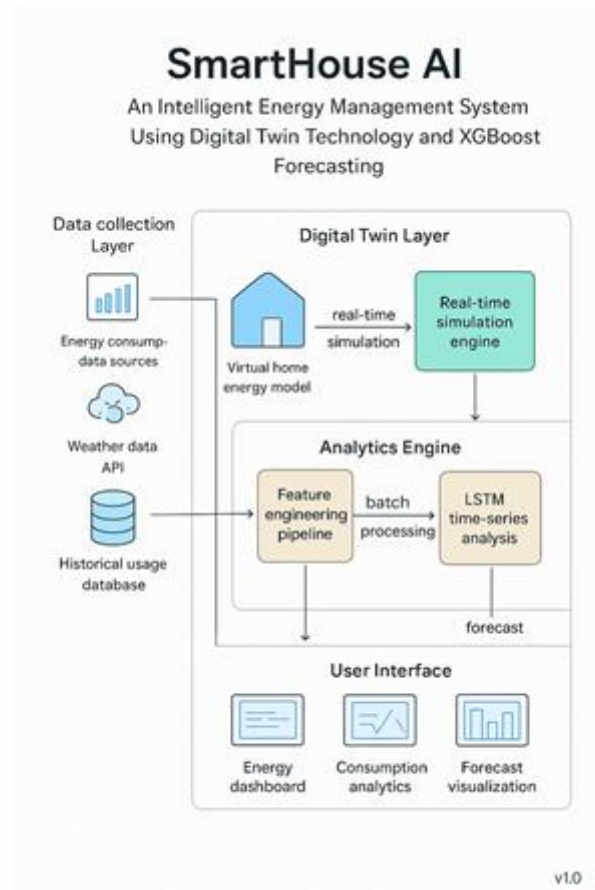 SmartHouse AI
An Intelligent Energy Management System
Using Digital Twin Technology and XGBoost
Forecasting
Data collection
Layer
Energy consump-
data sources
Weather data
API
Historical usage
database
Digital Twin Layer
Virtual home
energy model
real-time
simulation
Real-time
simulation
engine
Analytics Engine
Feature
engineering
pipeline
batch
processing
LSTM
time-series
analysis
forecast
User Interface
Energy
dashboard
Consumption
analytics
Forecast
visualization
v1.0